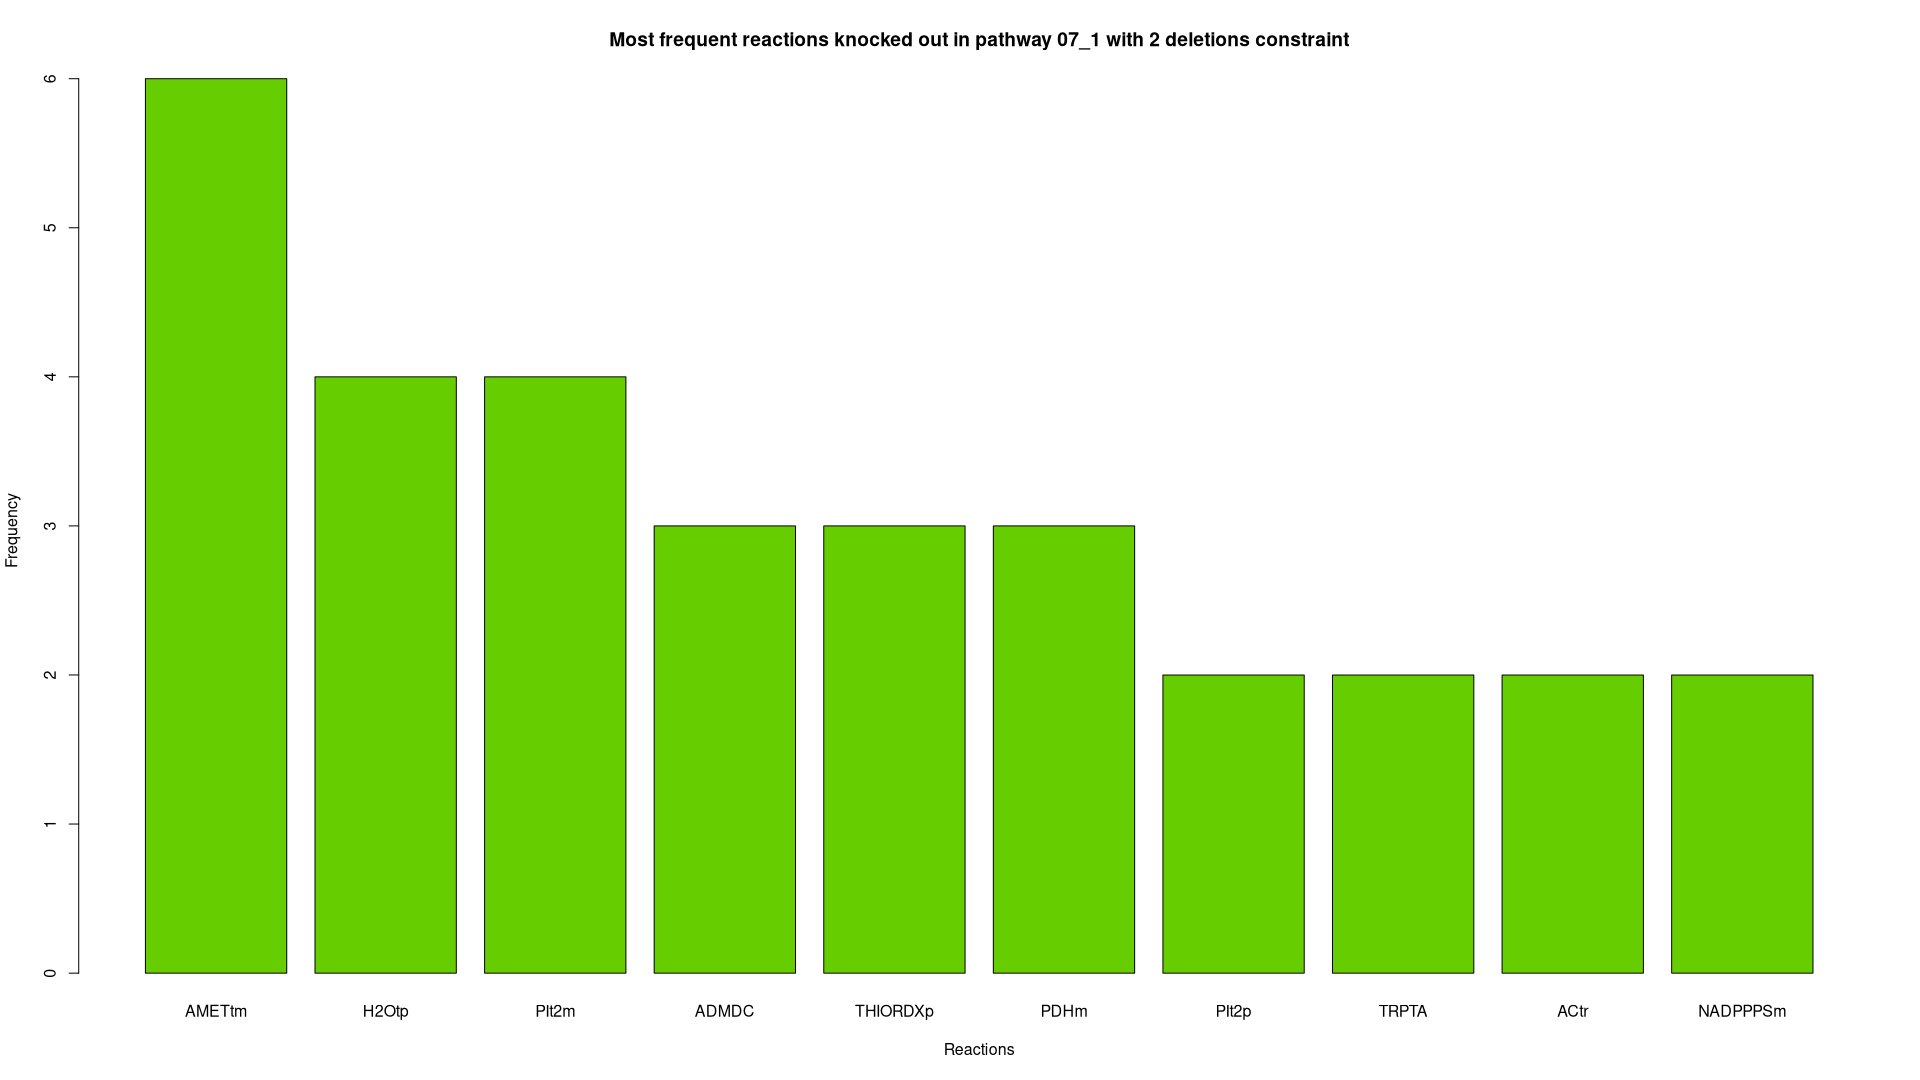 Most frequent reactions knocked out in pathway 07_1 with 2 deletions constraint
6
5
4
3
2
1
0
Frequency
AMETtm H2Otp PIt2m ADMDC THIORDXp PDHm PIt2p TRPTA ACtr NADPPPSm
Reactions